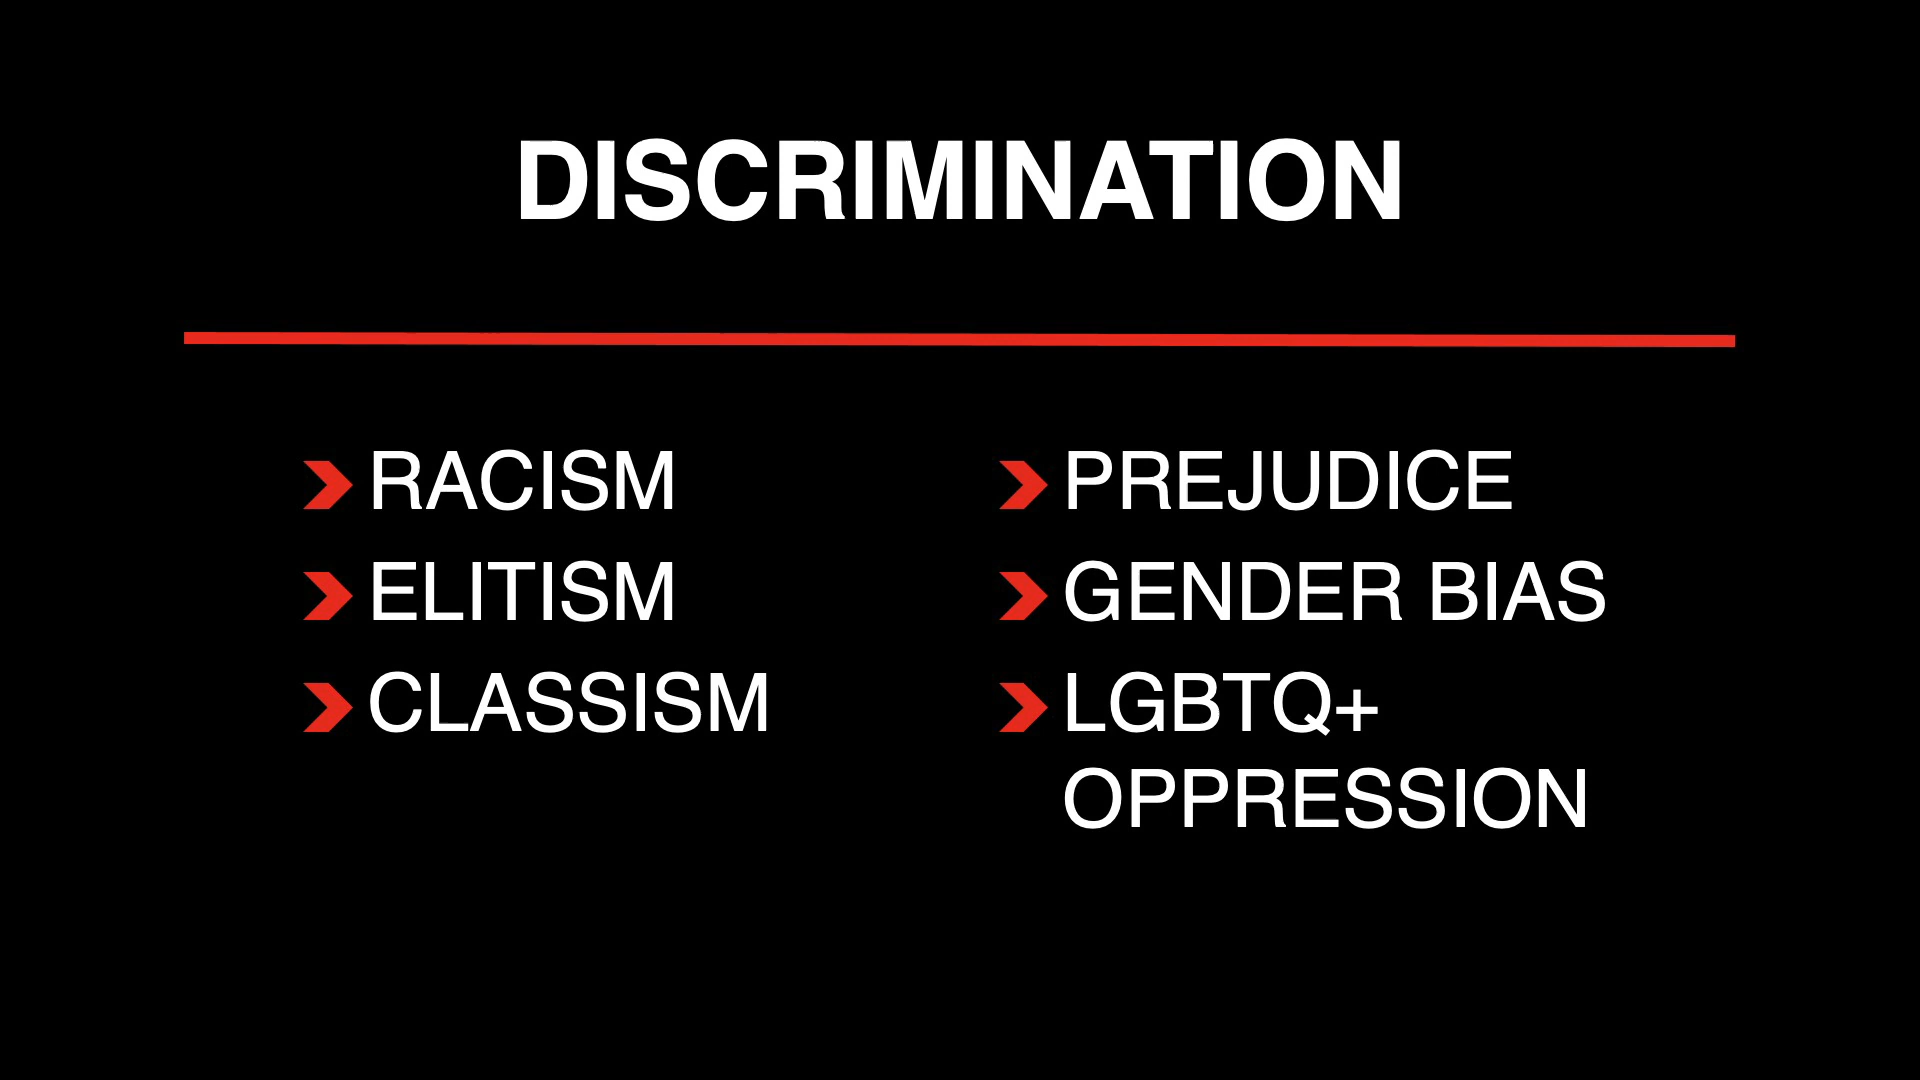 DISCRIMINATION
RACISM
ELITISM
CLASSISM
PREJUDICE
GENDER BIAS
LGBTQ+
OPPRESSION